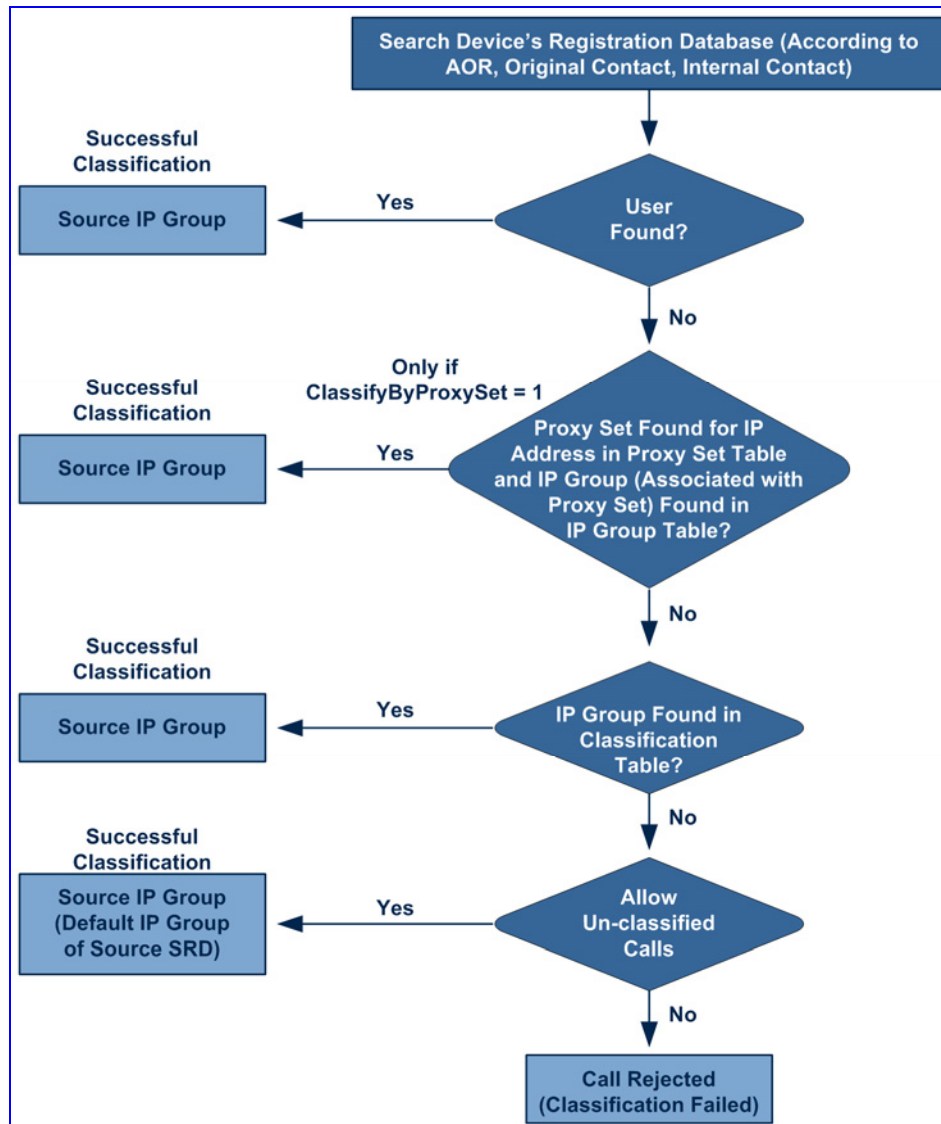 Search Device's Registration Database (According to
AOR, Original Contact, Internal Contact)
Successful
Classification
Source IP Group
Yes
User
Found?
No
Only if
ClassifyByProxySet = 1
Successful
Classification
Source IP Group
Yes
Proxy Set Found for IP
Address in Proxy Set Table
and IP Group (Associated with
Proxy Set) Found in
IP Group Table?
No
Successful
Classification
Source IP Group
Yes
IP Group Found in
Classification
Table?
No
Successful
Classification
Source IP Group
(Default IP Group
of Source SRD)
Yes
Allow
Un-classified
Calls
No
Call Rejected
(Classification Failed)